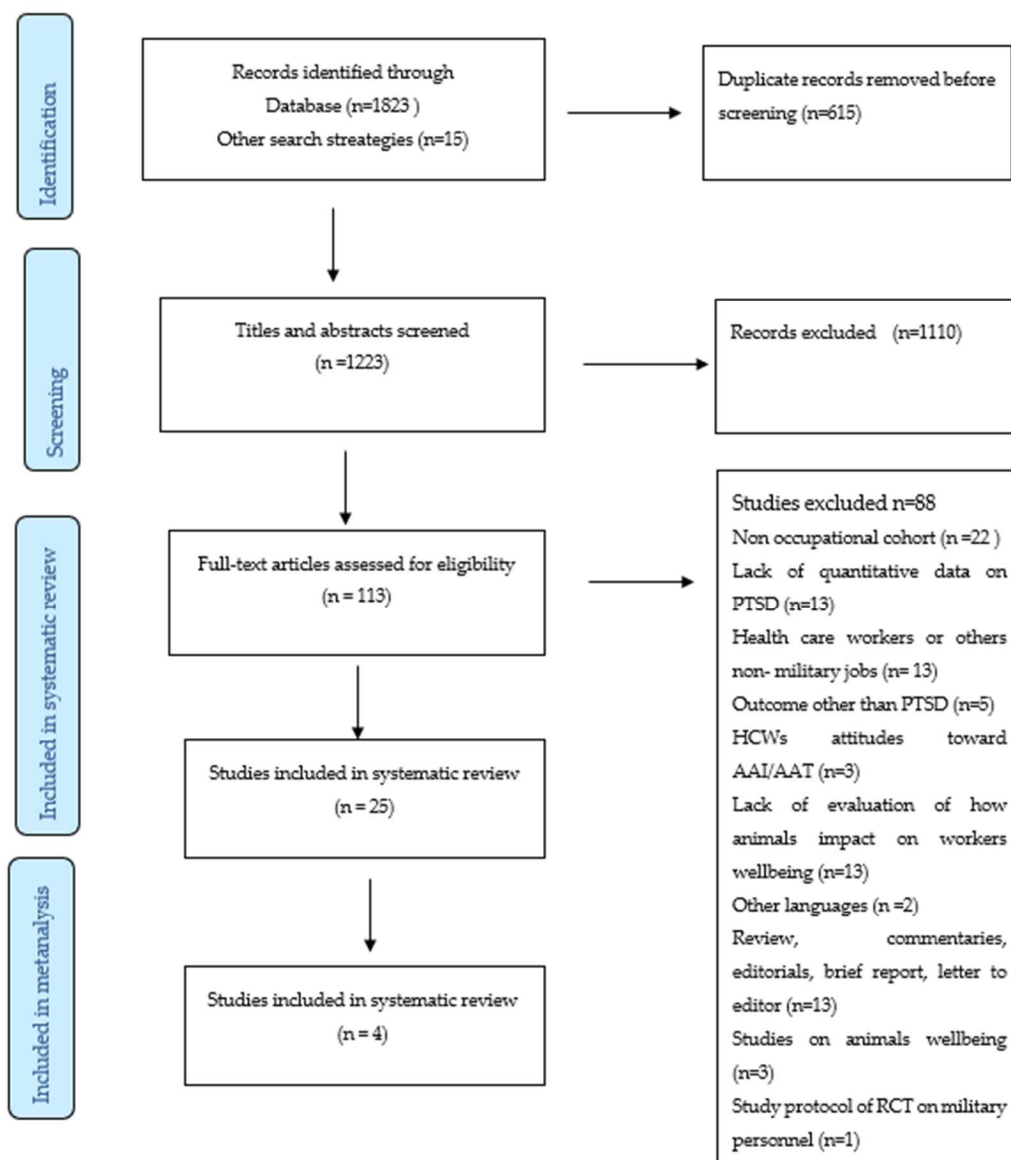 Identification
Records identified through
Database (n=1823 )
Other search streategies (n=15)
Duplicate records removed before
screening (n=615)
Screening
Titles and abstracts screened
(n =1223)
Records excluded (n=1110)
Included in systematic review
Full-text articles assessed for eligibility
(n = 113)
Studies excluded n=88
Non occupational cohort (n =22 )
Lack of quantitative data on
PTSD (n=13)
Health care workers or others
non- military jobs (n= 13)
Outcome other than PTSD (n=5)
HCWs attitudes toward
AAI/AAT (n=3)
Lack of evaluation of how
animals impact on workers
wellbeing (n=13)
Other languages (n =2)
Review, commentaries,
editorials, brief report, letter to
editor (n=13)
Studies on animals wellbeing
(n=3)
Study protocol of RCT on military
personnel (n=1)
Studies included in systematic review
(n = 25)
Included in metanalysis
Studies included in systematic review
(n = 4)